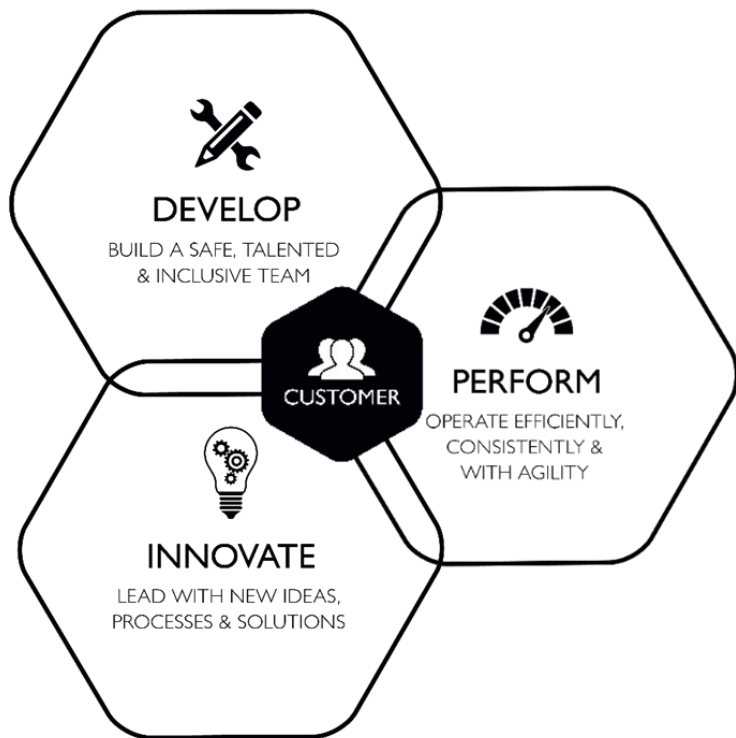 DEVELOP
BUILD A SAFE, TALENTED
& INCLUSIVE TEAM
CUSTOMER
PERFORM
OPERATE EFFICIENTLY,
CONSISTENTLY &
WITH AGILITY
INNOVATE
LEAD WITH NEW IDEAS,
PROCESSES & SOLUTIONS